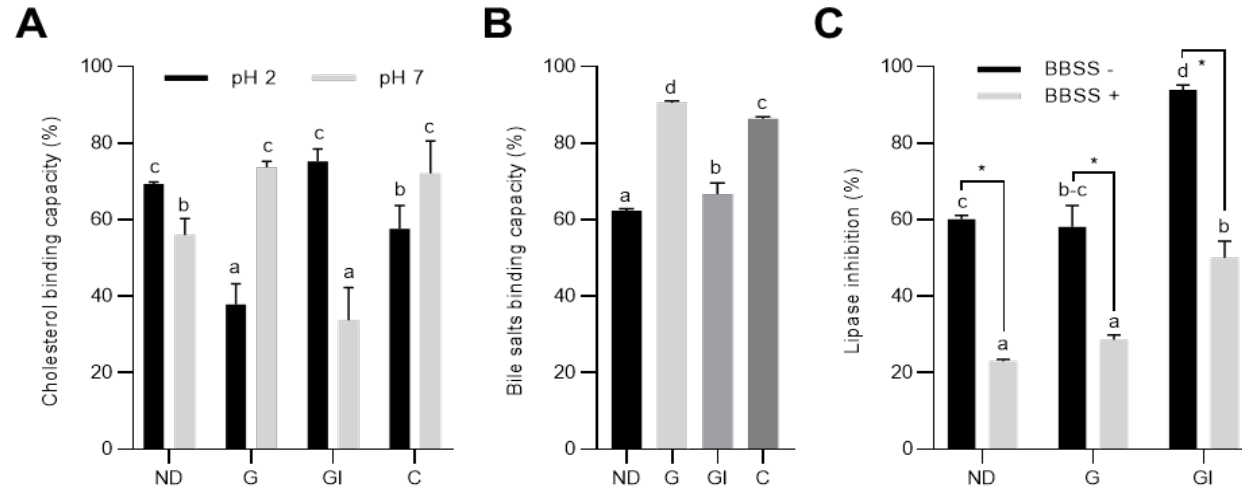 A
Cholesterol binding capacity (%)
pH 2 pH 7
100
80
60
40
20
0
c
b
a
c
c
a
b
c
ND G GI C
B
Bile salts binding capacity (%)
100
80
60
40
20
0
a
d
b
c
ND G GI C
C
Lipase inhibition (%)
BBSS -
BBSS +
100
80
60
40
20
0
c
*
a
b-c
*
a
d
*
b
ND G GI